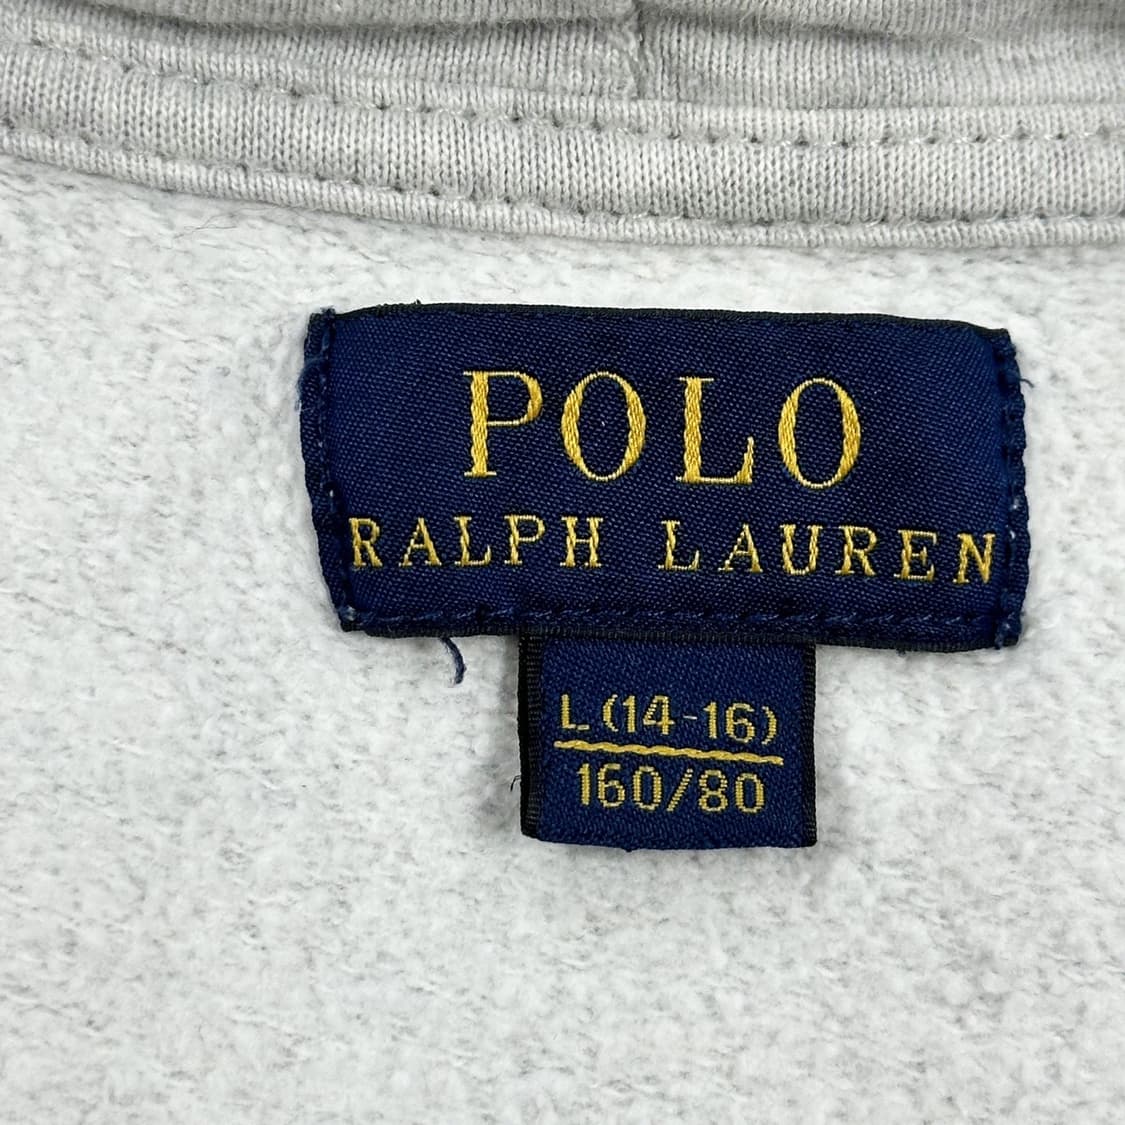 POLO
RALPH LAUREN
L (14-16)
160/80